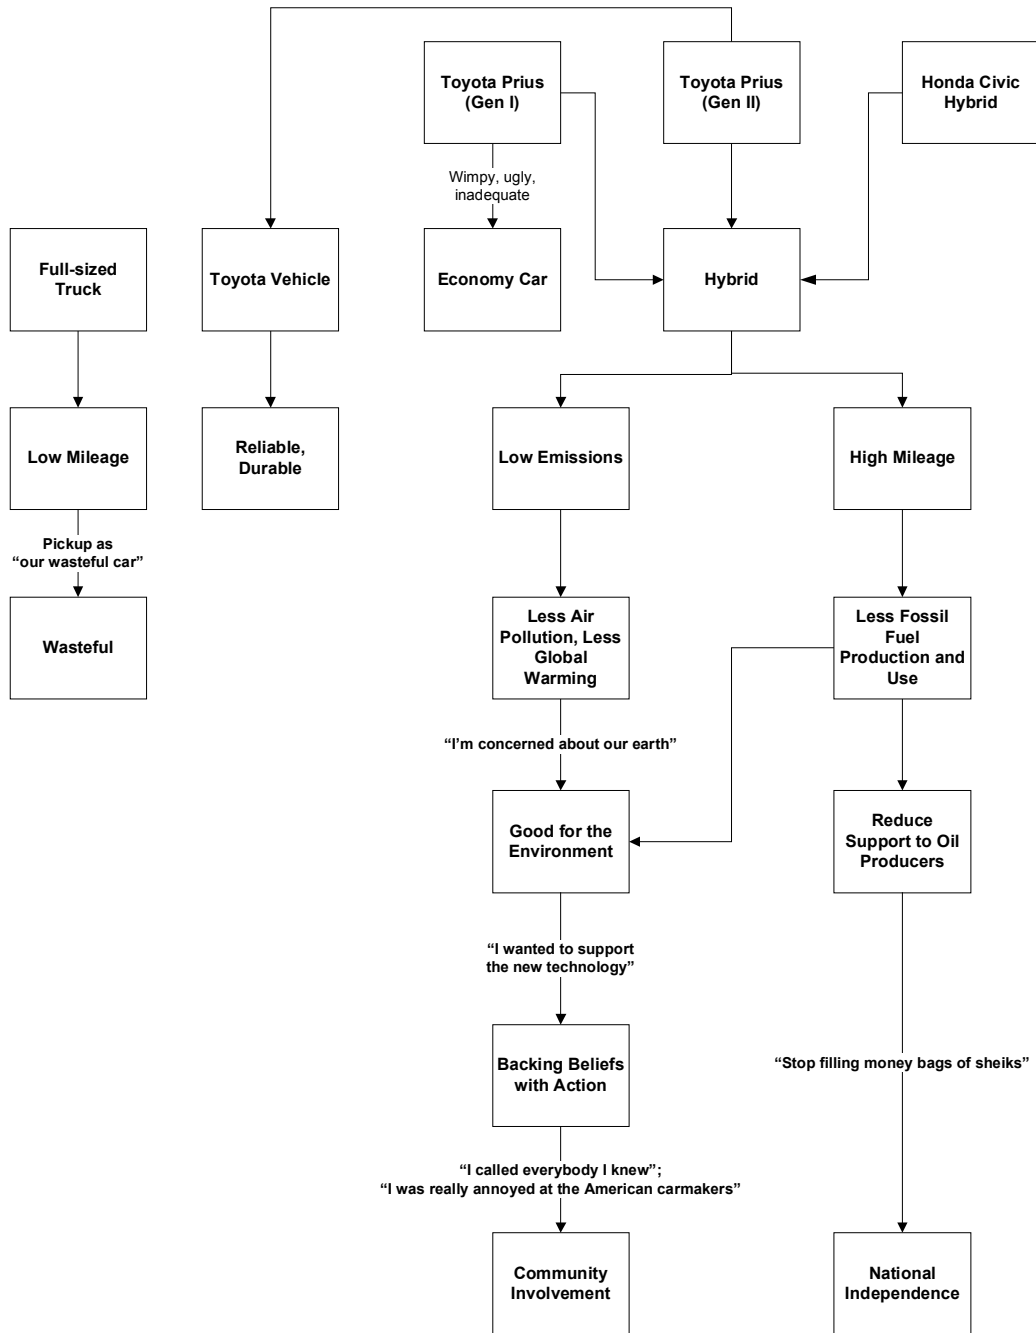 Toyota Prius
(Gen I)
Toyota Prius
(Gen II)
Honda Civic
Hybrid
Wimpy, ugly,
inadequate
Full-sized
Truck
Toyota Vehicle
Economy Car
Hybrid
Low Mileage
Reliable,
Durable
Low Emissions
High Mileage
Pickup as
“our wasteful car”
Wasteful
Less Air
Pollution, Less
Global
Warming
Less Fossil
Fuel
Production and
Use
“I’m concerned about our earth”
Good for the
Environment
Reduce
Support to Oil
Producers
“I wanted to support
the new technology”
Backing Beliefs
with Action
“Stop filling money bags of sheiks”
“I called everybody I knew”;
“I was really annoyed at the American carmakers”
Community
Involvement
National
Independence